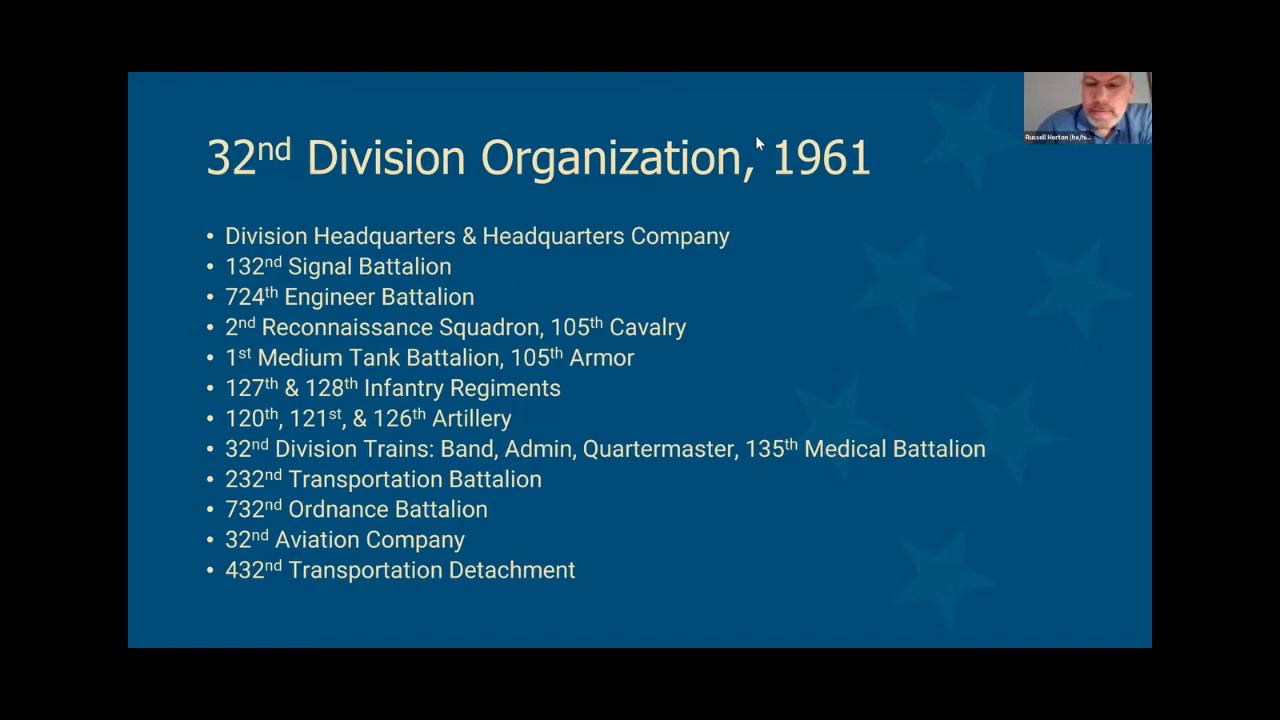 32nd Division Organization, 1961
• Division Headquarters & Headquarters Company
• 132nd Signal Battalion
• 724th Engineer Battalion
• 2nd Reconnaissance Squadron, 105th Cavalry
• 1st Medium Tank Battalion, 105th Armor
• 127th & 128th Infantry Regiments
• 120th, 121st, & 126th Artillery
• 32nd Division Trains: Band, Admin, Quartermaster, 135th Medical Battalion
• 232nd Transportation Battalion
• 732nd Ordnance Battalion
• 32nd Aviation Company
• 432nd Transportation Detachment
Russell Horton (he/hi...